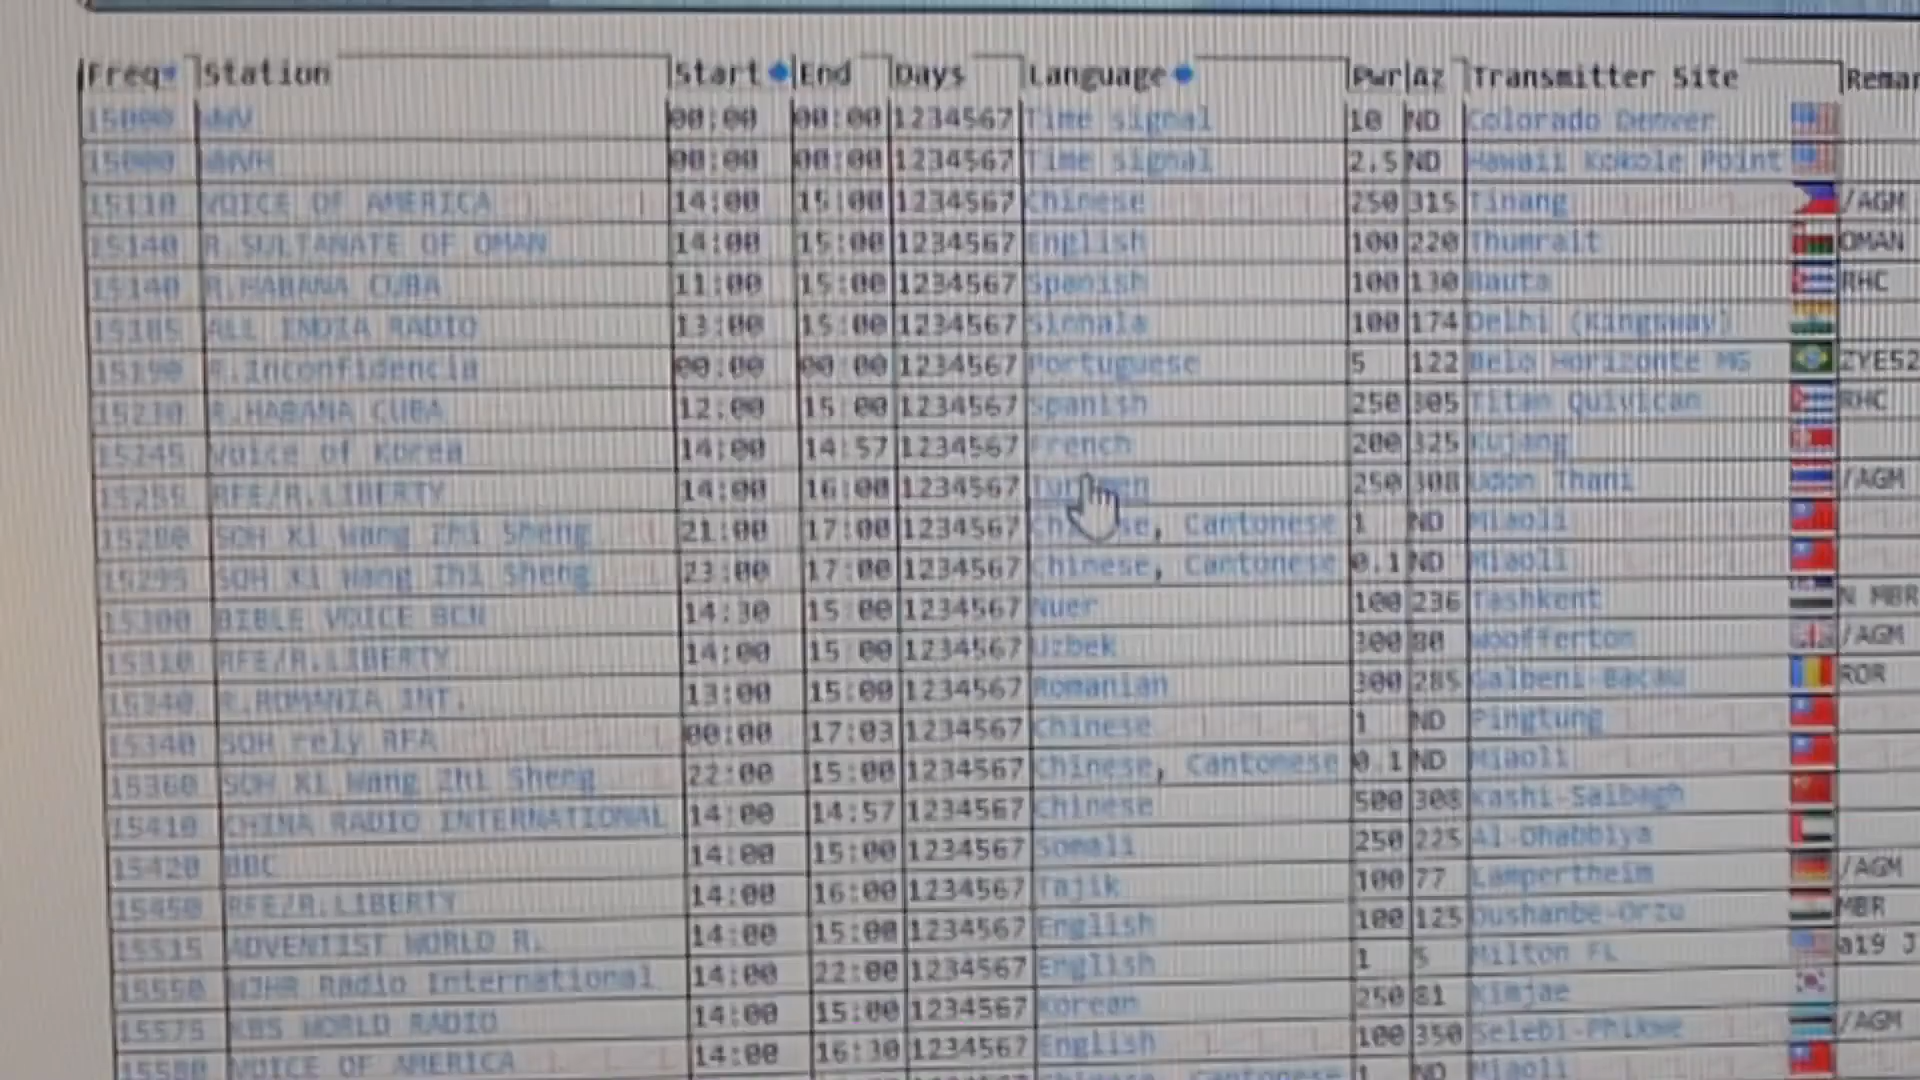 Freq Station Start End Days Language Pwr Az Transmitter Site Remar
15000 WWV 00:00 00:00 1234567 Time signal 10 ND Colorado Denver
15000 WWVH 00:00 00:00 1234567 Time signal 2.5 ND Hawaii Kokole Point
15110 VOICE OF AMERICA 14:00 15:00 1234567 Chinese 250 315 Tinang /AGM
15140 R.SULTANATE OF OMAN 14:00 15:00 1234567 English 100 220 Thumrait OMAN
15140 R.HABANA CUBA 11:00 15:00 1234567 Spanish 100 130 Bauta RHC
15185 ALL INDIA RADIO 13:00 15:00 1234567 Sinhala 100 174 Delhi (Kingsway)
15190 R.Inconfidencia 00:00 00:00 1234567 Portuguese 5 122 Belo Horizonte MG ZYE52
15230 R.HABANA CUBA 12:00 15:00 1234567 Spanish 250 305 Titan Quivican RHC
15245 Voice of Korea 14:00 14:57 1234567 French 200 325 Kujang
15255 RFE/R.LIBERTY 14:00 16:00 1234567 250 308 Udon Thani /AGM
15280 SOH Xi Wang Zhi Sheng 21:00 17:00 1234567 Chinese, Cantonese 1 ND Miaoli
15295 SOH Xi Wang Zhi Sheng 23:00 17:00 1234567 Chinese, Cantonese 0.1 ND Miaoli
15300 BIBLE VOICE BCN 14:30 15:00 1234567 Nuer 100 236 Tashkent N MBR
15310 RFE/R.LIBERTY 14:00 15:00 1234567 Uzbek 300 80 Woofferton /AGM
15340 R.ROMANIA INT. 13:00 15:00 1234567 Romanian 300 285 Galbeni-Bacau ROR
15340 SOH rely RFA 00:00 17:03 1234567 Chinese 1 ND Pingtung
15360 SOH Xi Wang Zhi Sheng 22:00 15:00 1234567 Chinese, Cantonese 0.1 ND Miaoli
15410 CHINA RADIO INTERNATIONAL 14:00 14:57 1234567 Chinese 500 308 Kashi-Saibagh
15420 BBC 14:00 15:00 1234567 Somali 250 225 Al-Dhabbiya
15450 RFE/R.LIBERTY 14:00 16:00 1234567 Tajik 100 77 Lampertheim /AGM
15515 ADVENTIST WORLD R. 14:00 15:00 1234567 English 100 125 Dushanbe-Orzu MBR
15550 WJHR Radio International 14:00 22:00 1234567 English 1 5 Milton FL a19 J
15575 KBS WORLD RADIO 14:00 15:00 1234567 Korean 250 81 Kimjae
15580 VOICE OF AMERICA 14:00 16:30 1234567 English 100 350 Selebi-Phikwe /AGM
Chinese, Cantonese 1 ND Miaoli